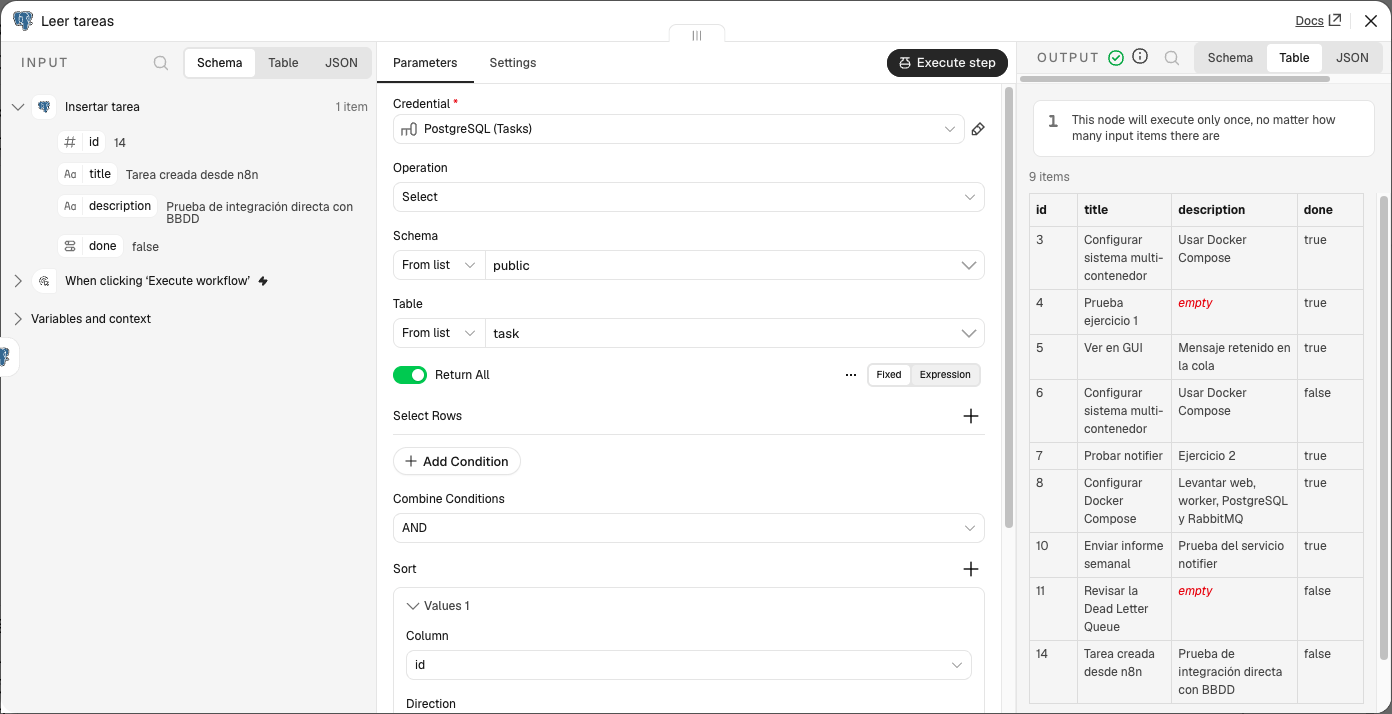 Leer tareas
Docs
INPUT
Schema
Table
JSON
Insertar tarea
1 item
# id 14
Aa title Tarea creada desde n8n
Aa description Prueba de integración directa con
BBDD
done false
When clicking ‘Execute workflow’
Variables and context
Parameters
Settings
Execute step
Credential *
PostgreSQL (Tasks)
Operation
Select
Schema
From list public
Table
From list task
Return All
Fixed
Expression
Select Rows
Add Condition
Combine Conditions
AND
Sort
Values 1
Column
id
Direction
OUTPUT
Schema
Table
JSON
1 This node will execute only once, no matter how
many input items there are
9 items
id title description done
3 Configurar Usar Docker true
sistema multi- Compose
contenedor
4 Prueba empty true
ejercicio 1
5 Ver en GUI Mensaje retenido en true
la cola
6 Configurar Usar Docker false
sistema multi- Compose
contenedor
7 Probar notifier Ejercicio 2 true
8 Configurar Levantar web, true
Docker worker, PostgreSQL
Compose y RabbitMQ
10 Enviar informe Prueba del servicio true
semanal notifier
11 Revisar la empty false
Dead Letter
Queue
14 Tarea creada Prueba de false
desde n8n integración directa
con BBDD